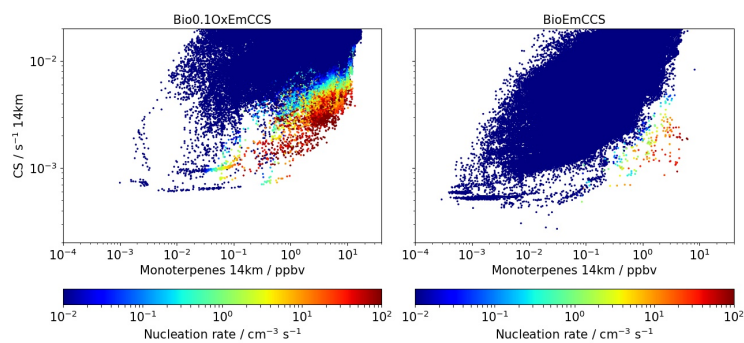 Bio0.1OxEmCCS
BioEmCCS
CS / s⁻¹ 14km
10⁻²
10⁻³
10⁻⁴ 10⁻³ 10⁻² 10⁻¹ 10⁰ 10¹
10⁻⁴ 10⁻³ 10⁻² 10⁻¹ 10⁰ 10¹
Monoterpenes 14km / ppbv
Monoterpenes 14km / ppbv
10⁻² 10⁻¹ 10⁰ 10¹ 10²
10⁻² 10⁻¹ 10⁰ 10¹ 10²
Nucleation rate / cm⁻³ s⁻¹
Nucleation rate / cm⁻³ s⁻¹